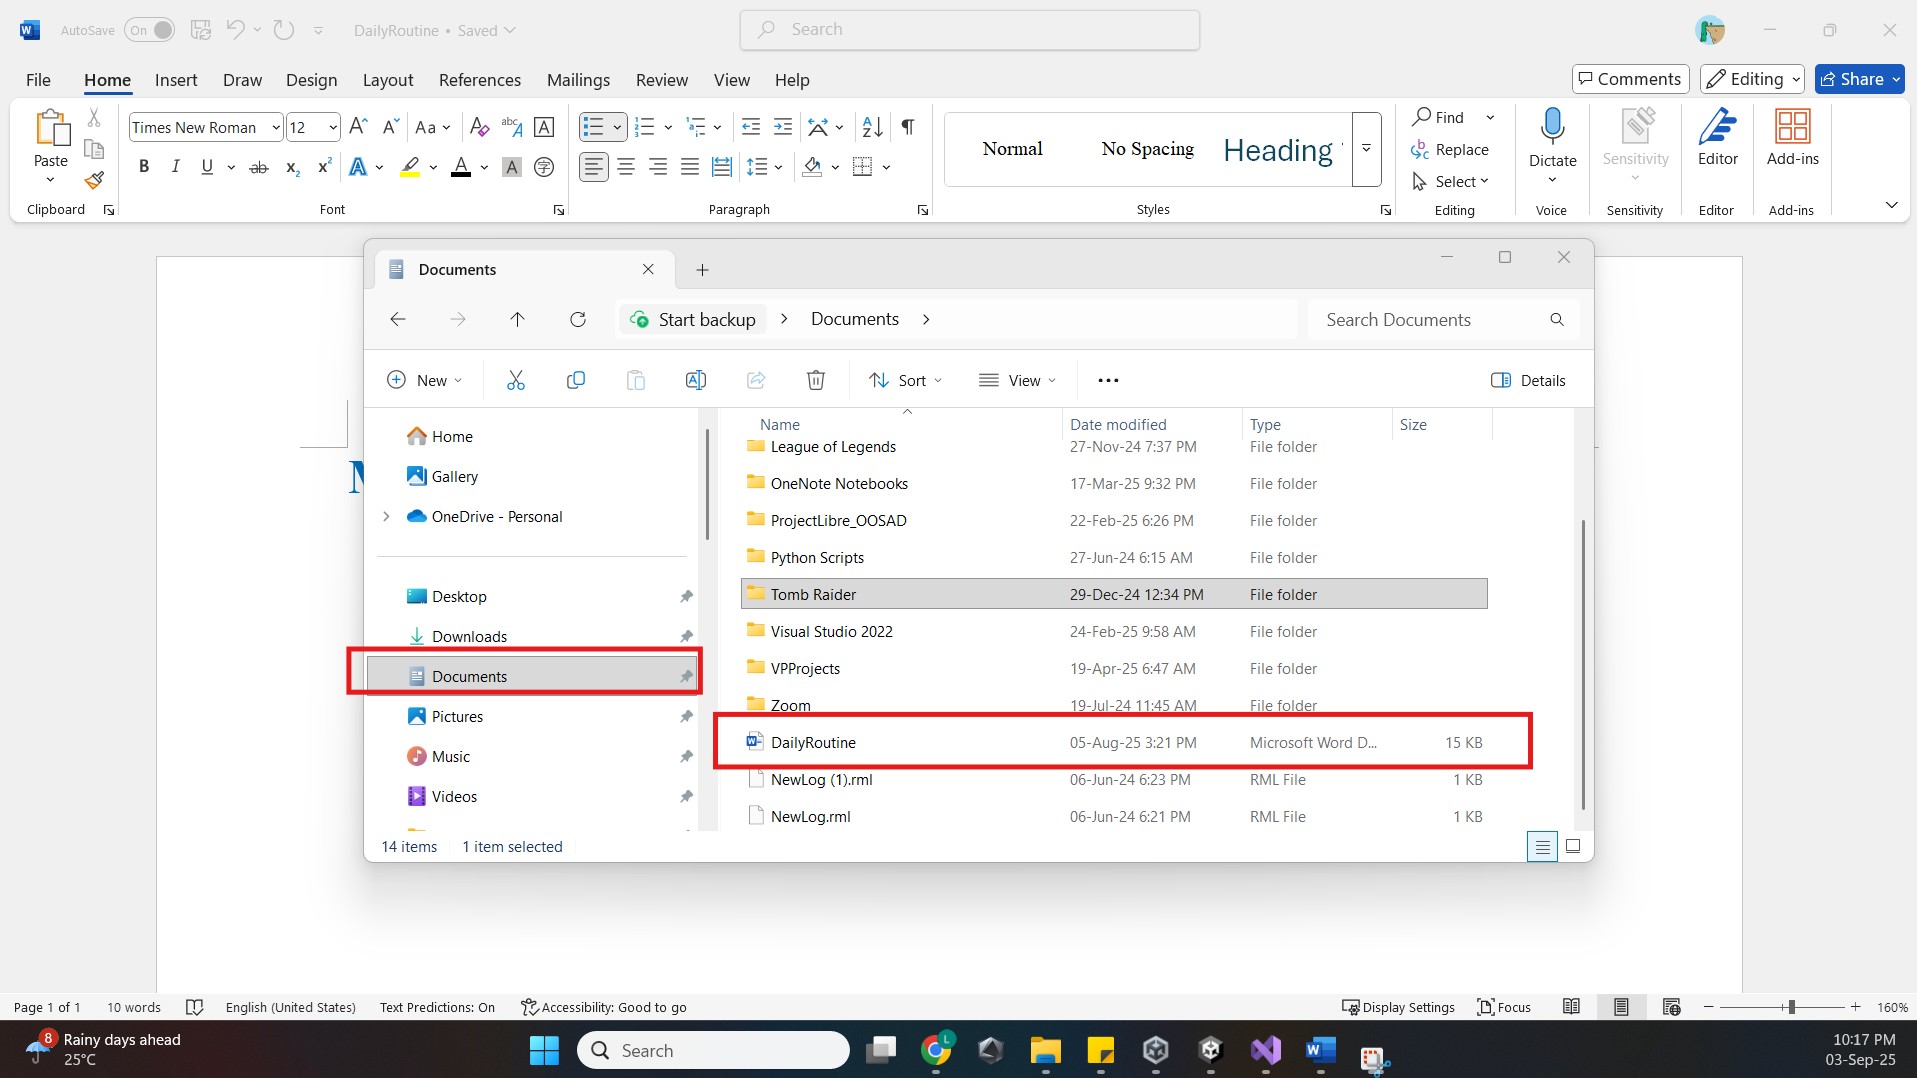 DailyRoutine • Saved
AutoSave On
Search
File Home Insert Draw Design Layout References Mailings Review View Help
Comments Editing Share
Paste
Clipboard
Times New Roman 12 Aa
B I U ab x² x₂ A A A
Font
Paragraph
Normal No Spacing Heading
Styles
Find
Replace
Select
Editing
Dictate
Voice
Sensitivity
Sensitivity
Editor
Editor
Add-ins
Add-ins
Documents
Start backup > Documents >
Search Documents
New Sort View Details
Home
Gallery
OneDrive - Personal
Desktop
Downloads
Documents
Pictures
Music
Videos
Name Date modified Type Size
League of Legends 27-Nov-24 7:37 PM File folder
OneNote Notebooks 17-Mar-25 9:32 PM File folder
ProjectLibre_OOSAD 22-Feb-25 6:26 PM File folder
Python Scripts 27-Jun-24 6:15 AM File folder
Tomb Raider 29-Dec-24 12:34 PM File folder
Visual Studio 2022 24-Feb-25 9:58 AM File folder
VPProjects 19-Apr-25 6:47 AM File folder
Zoom 19-Jul-24 11:45 AM File folder
DailyRoutine 05-Aug-25 3:21 PM Microsoft Word D... 15 KB
NewLog (1).rml 06-Jun-24 6:23 PM RML File 1 KB
NewLog.rml 06-Jun-24 6:21 PM RML File 1 KB
14 items 1 item selected
Page 1 of 1 10 words English (United States) Text Predictions: On Accessibility: Good to go
Display Settings Focus 160%
8
Rainy days ahead
25°C
Search
10:17 PM
03-Sep-25